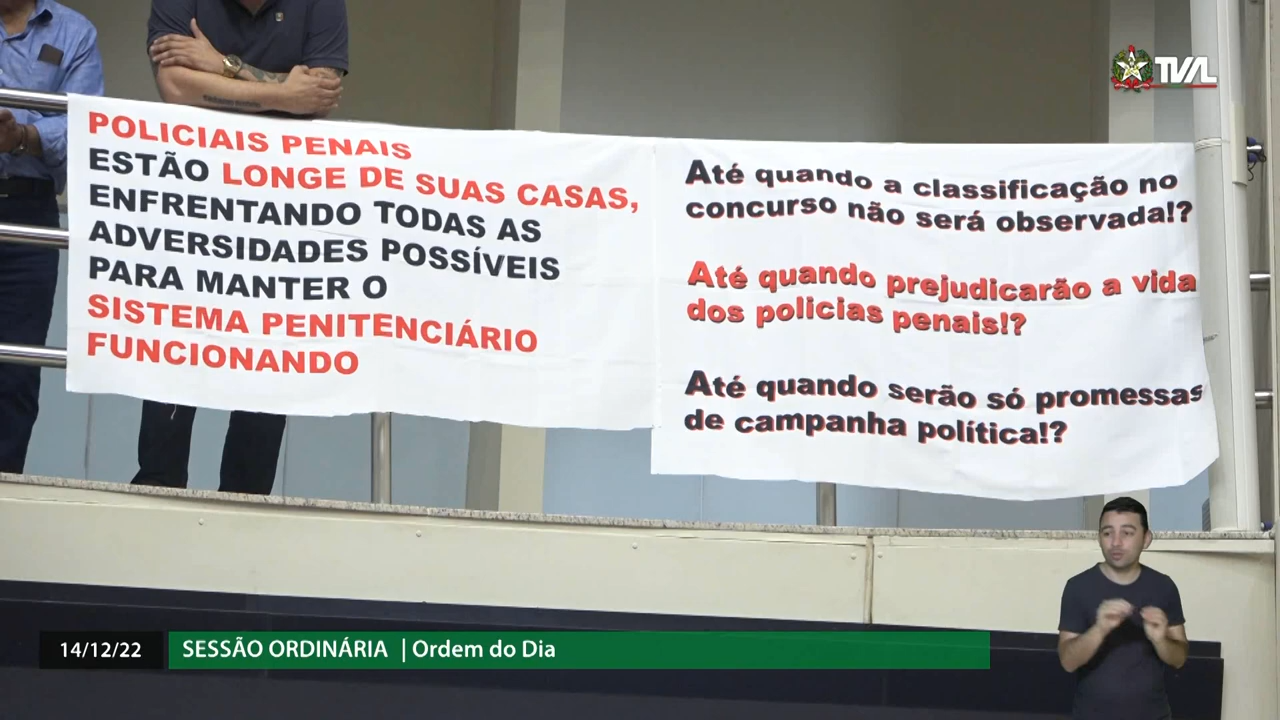 TVAL
POLICIAIS PENAIS
ESTÃO LONGE DE SUAS CASAS,
ENFRENTANDO TODAS AS
ADVERSIDADES POSSÍVEIS
PARA MANTER O
SISTEMA PENITENCIÁRIO
FUNCIONANDO
Até quando a classificação no
concurso não será observada!?
Até quando prejudicarão a vida
dos policias penais!?
Até quando serão só promessas
de campanha política!?
14/12/22 SESSÃO ORDINÁRIA | Ordem do Dia